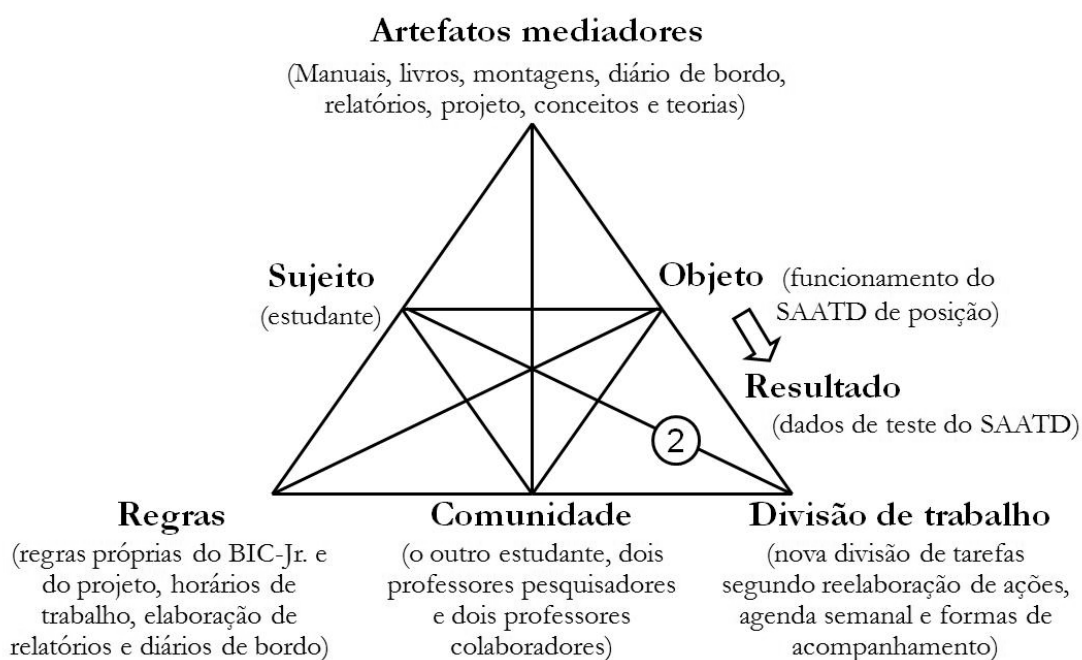 Artefatos mediadores
(Manuais, livros, montagens, diário de bordo,
relatórios, projeto, conceitos e teorias)
Sujeito
(estudante)
Objeto (funcionamento do
SAATD de posição)
Resultado
(dados de teste do SAATD)
2
Regras
(regras próprias do BIC-Jr. e
do projeto, horários de
trabalho, elaboração de
relatórios e diários de bordo)
Comunidade
(o outro estudante, dois
professores pesquisadores
e dois professores
colaboradores)
Divisão de trabalho
(nova divisão de tarefas
segundo reelaboração de ações,
agenda semanal e formas de
acompanhamento)